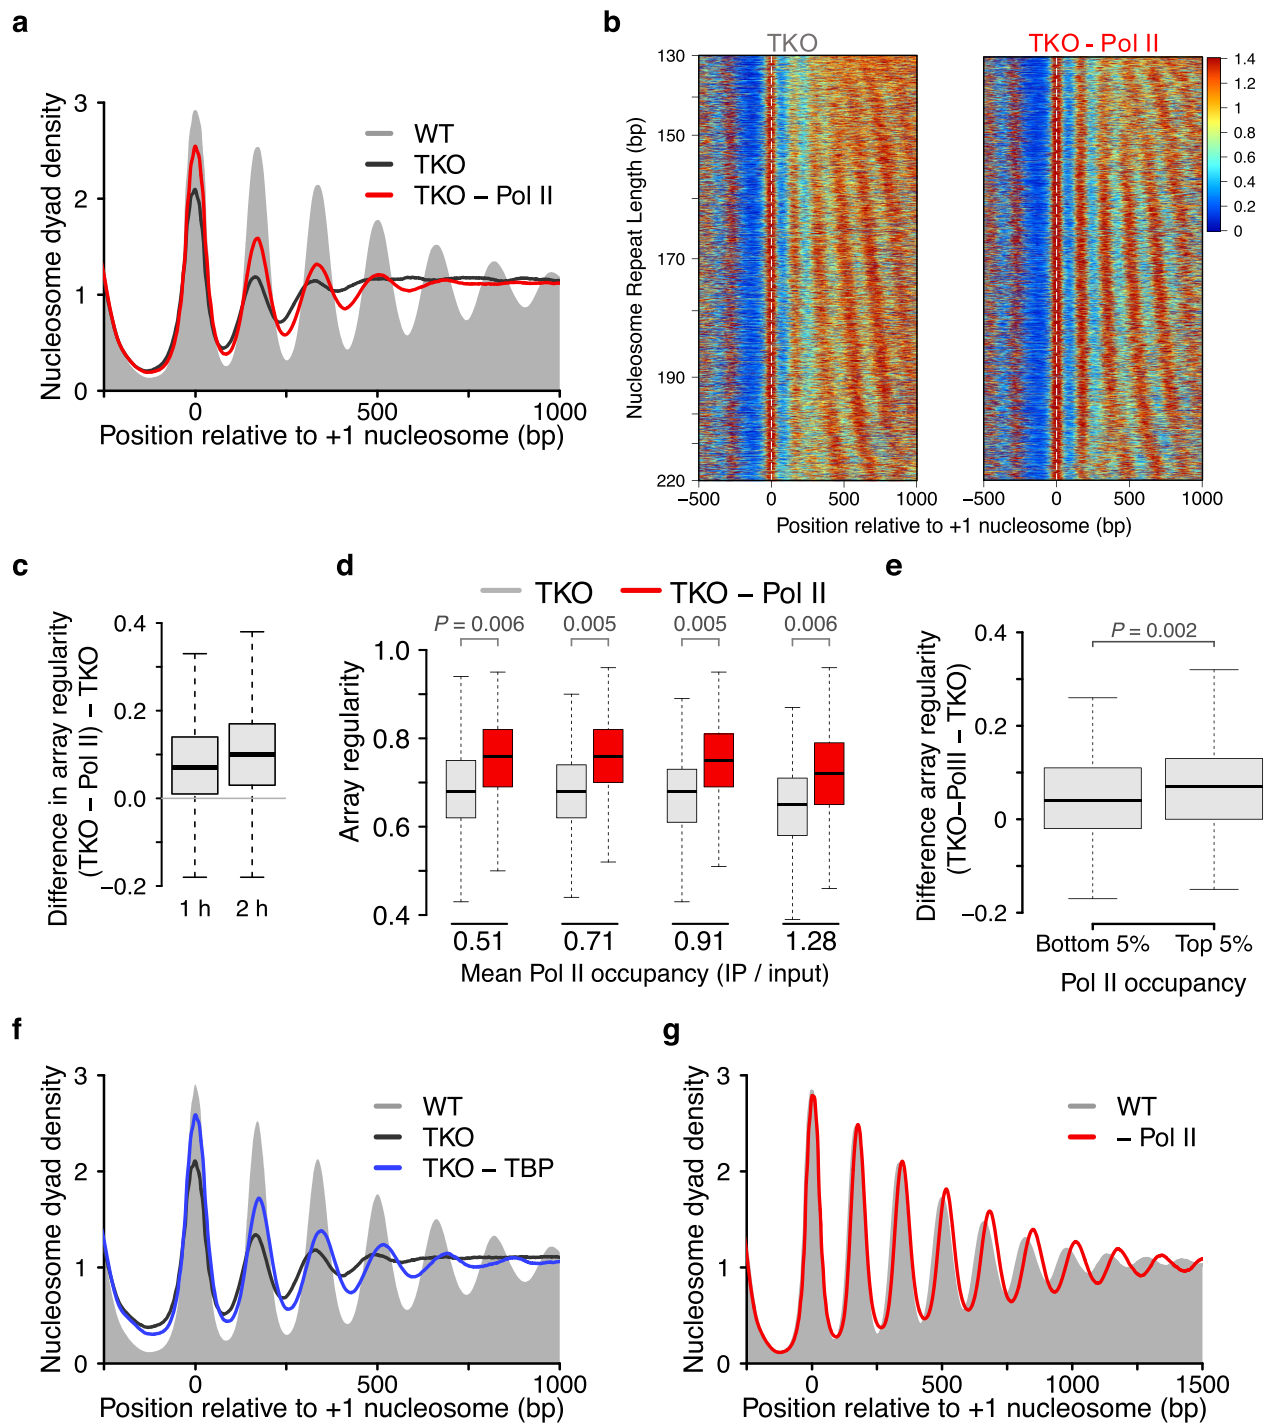 a
Nucleosome dyad density
3
2
1
0
WT
TKO
TKO – Pol II
0
500
1000
Position relative to +1 nucleosome (bp)
b
TKO
TKO - Pol II
Nucleosome Repeat Length (bp)
130
150
170
190
220
−500
0
500
1000
−500
0
500
1000
Position relative to +1 nucleosome (bp)
1.4
1.2
1
0.8
0.6
0.4
0.2
0
c
Difference in array regularity
(TKO – Pol II) – TKO
0.4
0.2
0.0
−0.2
1 h
2 h
d
TKO
TKO – Pol II
Array regularity
1.0
0.8
0.6
0.4
P = 0.006
0.005
0.005
0.006
0.51
0.71
0.91
1.28
Mean Pol II occupancy (IP / input)
e
Difference array regularity
(TKO–PolII – TKO)
0.4
0.2
0
−0.2
P = 0.002
Bottom 5%
Top 5%
Pol II occupancy
f
Nucleosome dyad density
3
2
1
0
WT
TKO
TKO – TBP
0
500
1000
Position relative to +1 nucleosome (bp)
g
Nucleosome dyad density
3
2
1
0
WT
– Pol II
0
500
1000
1500
Position relative to +1 nucleosome (bp)